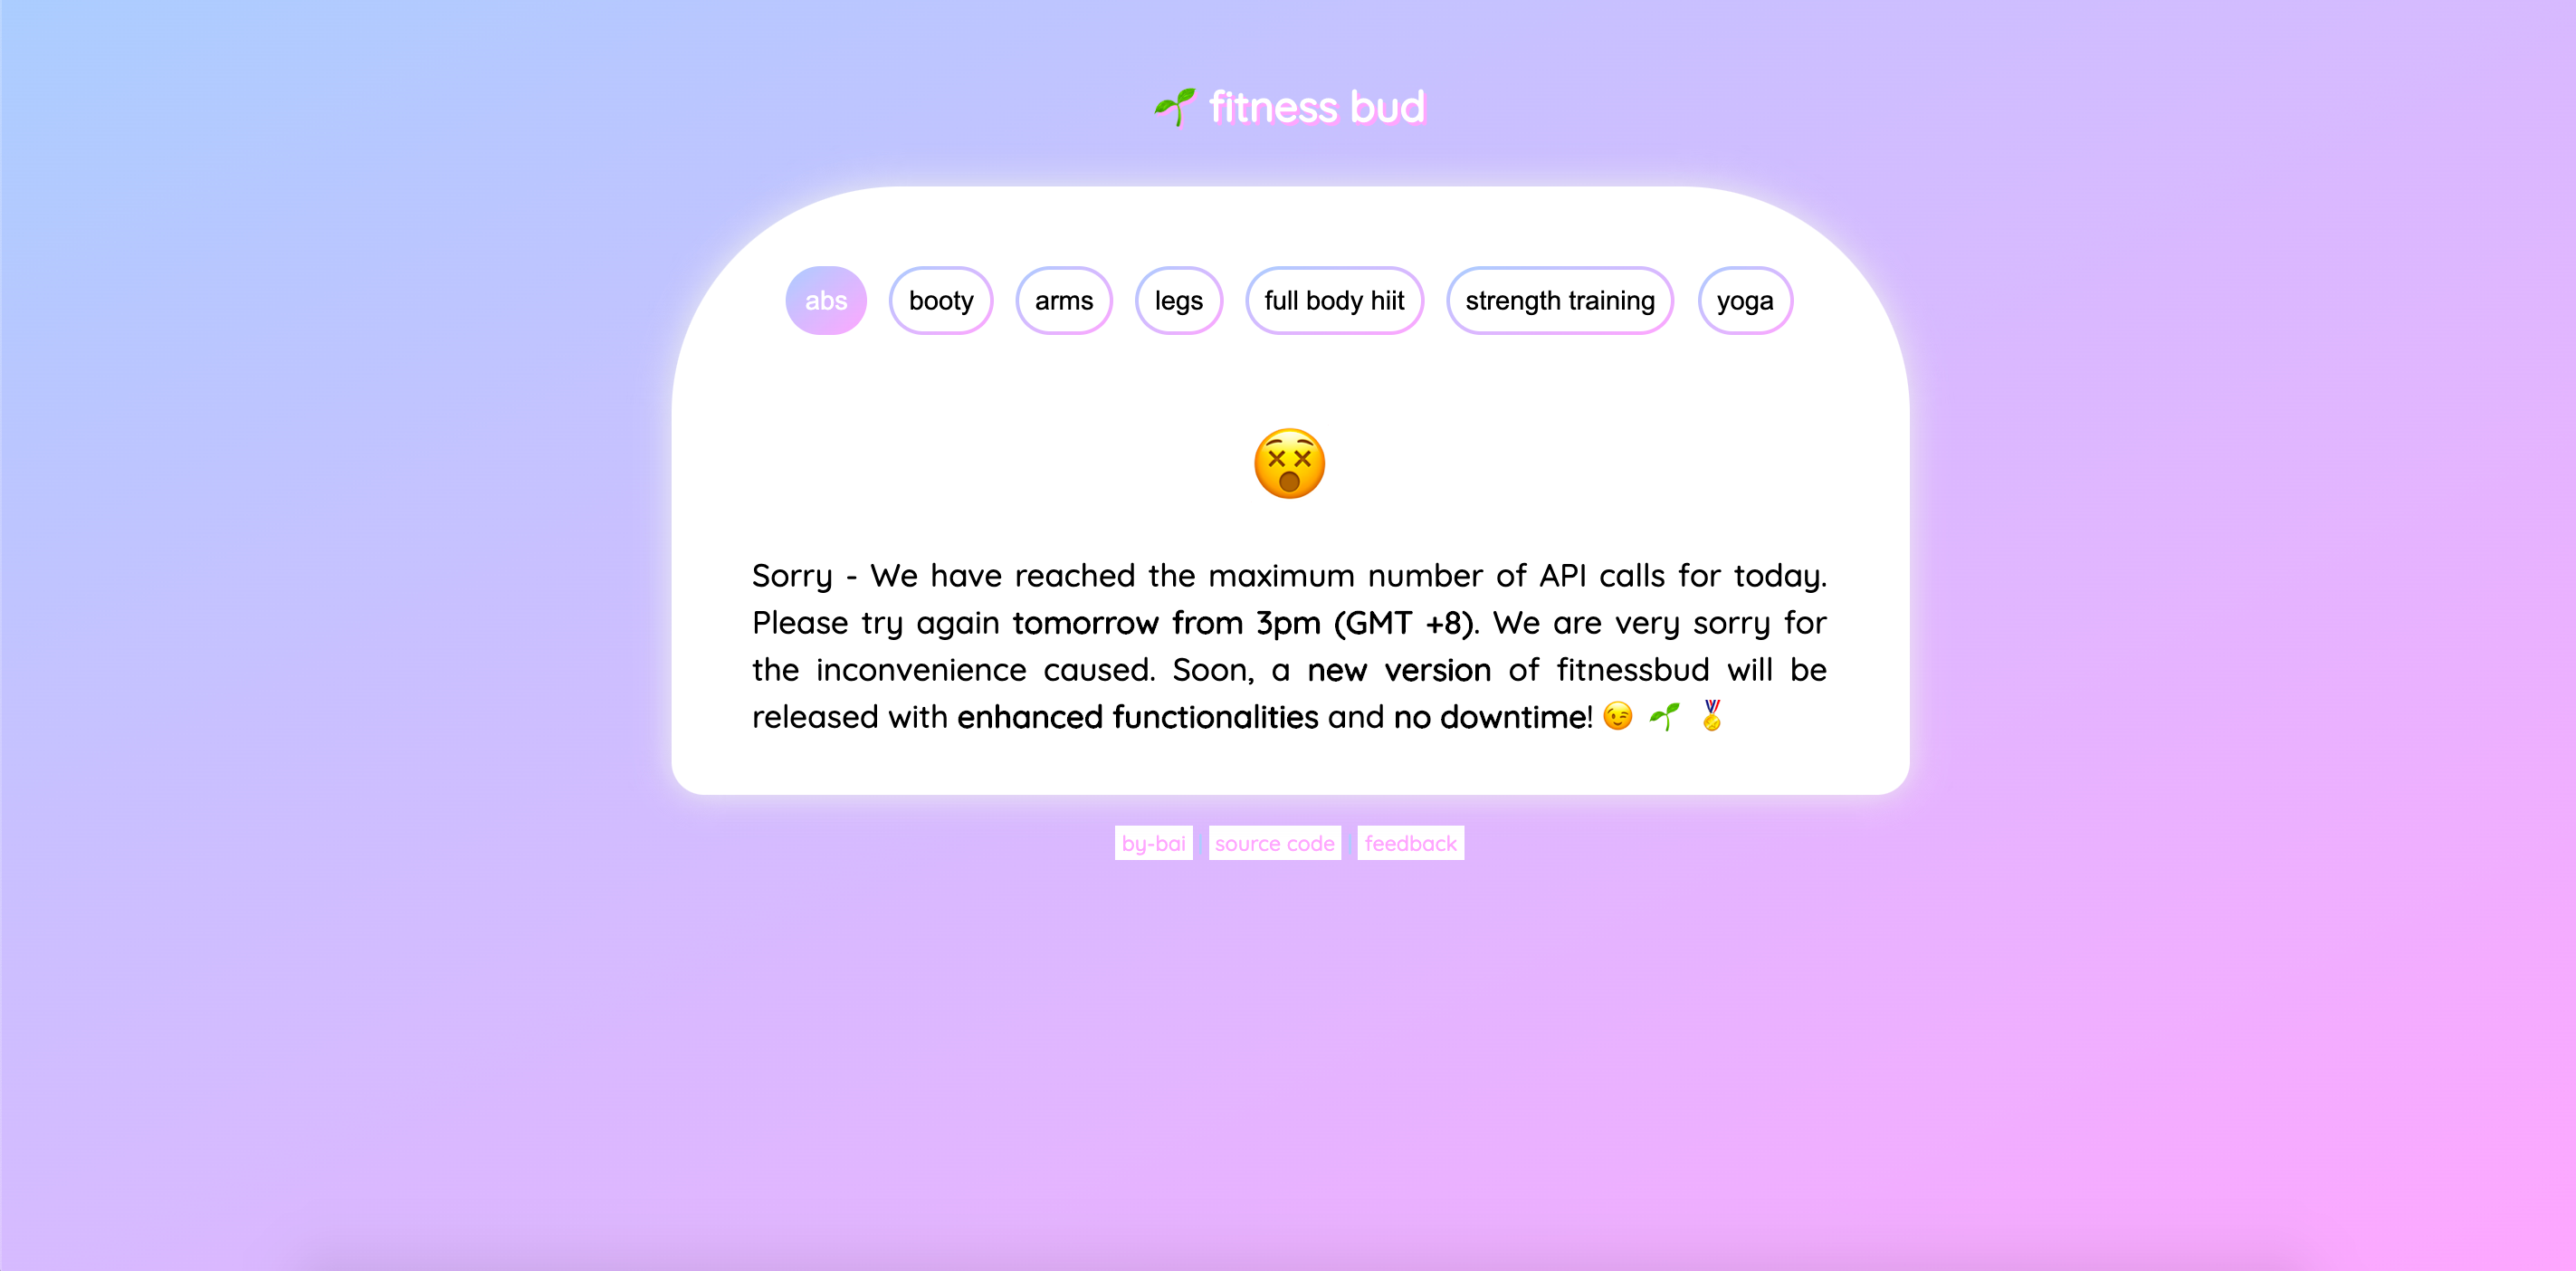 🌱 fitness bud
abs booty arms legs full body hiit strength training yoga
Sorry - We have reached the maximum number of API calls for today.
Please try again tomorrow from 3pm (GMT +8). We are very sorry for
the inconvenience caused. Soon, a new version of fitnessbud will be
released with enhanced functionalities and no downtime! 😉 🌱 🏅
by-bai | source code | feedback